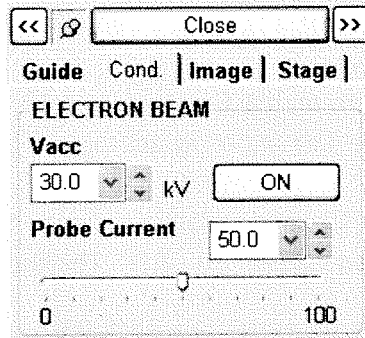 << Close >>
Guide Cond. Image Stage
ELECTRON BEAM
Vacc
30.0 kV ON
Probe Current 50.0
0 100